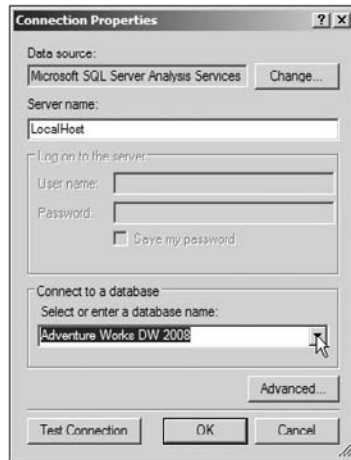 Connection Properties
Data source:
Microsoft SQL Server Analysis Services
Change...
Server name:
LocalHost
Log on to the server
User name:
Password:
Save my password
Connect to a database
Select or enter a database name:
Adventure Works DW 2008
Advanced...
Test Connection
OK
Cancel